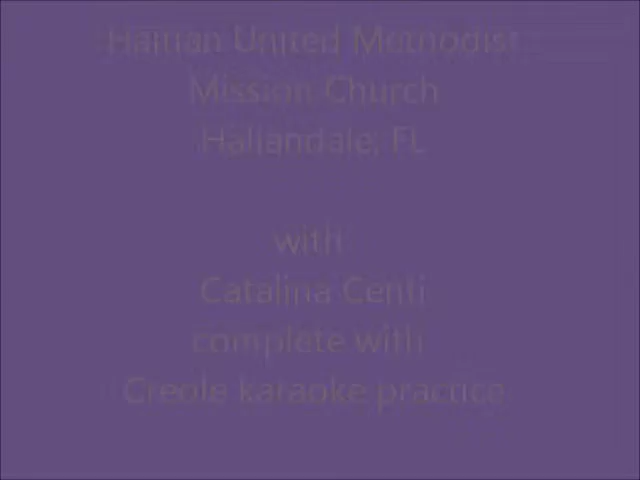 Haitian United Methodist
Mission Church
Hallandale, FL
with
Catalina Centi
complete with
Creole karaoke practice